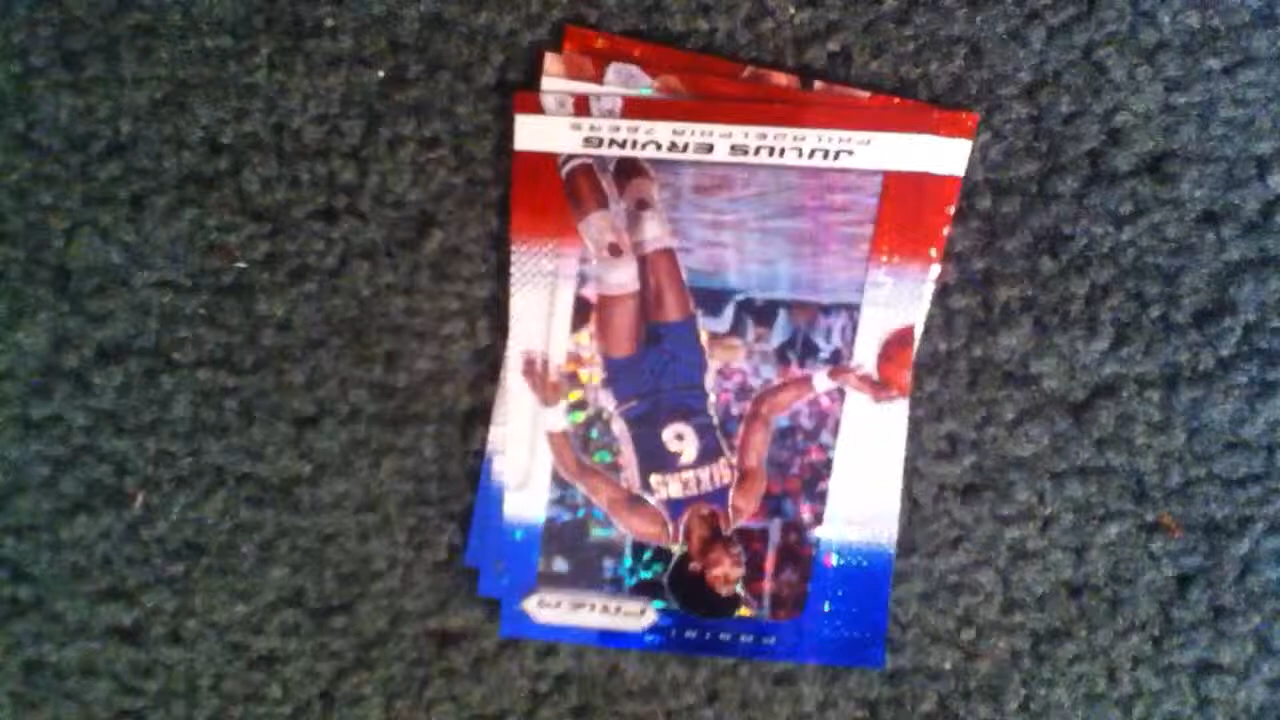 PANINI
PRIZM
SIXERS
6
JULIUS ERVING
PHILADELPHIA 76ERS